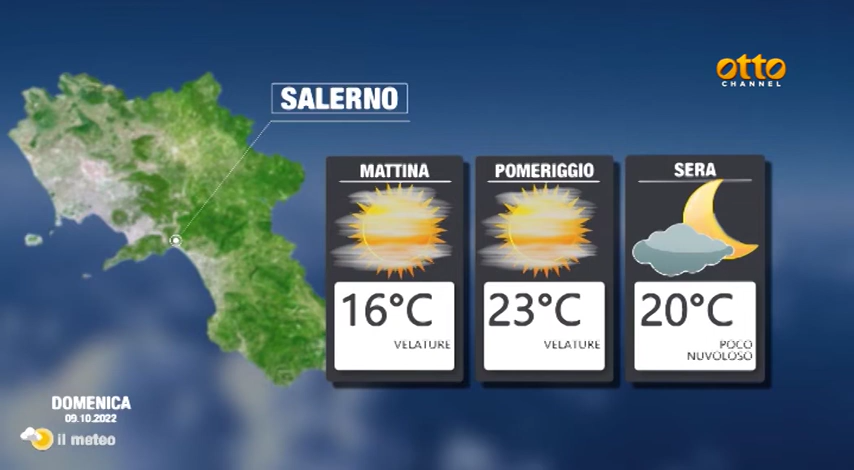 otto
CHANNEL
SALERNO
MATTINA
16°C
VELATURE
POMERIGGIO
23°C
VELATURE
SERA
20°C
POCO
NUVOLOSO
DOMENICA
09.10.2022
il meteo